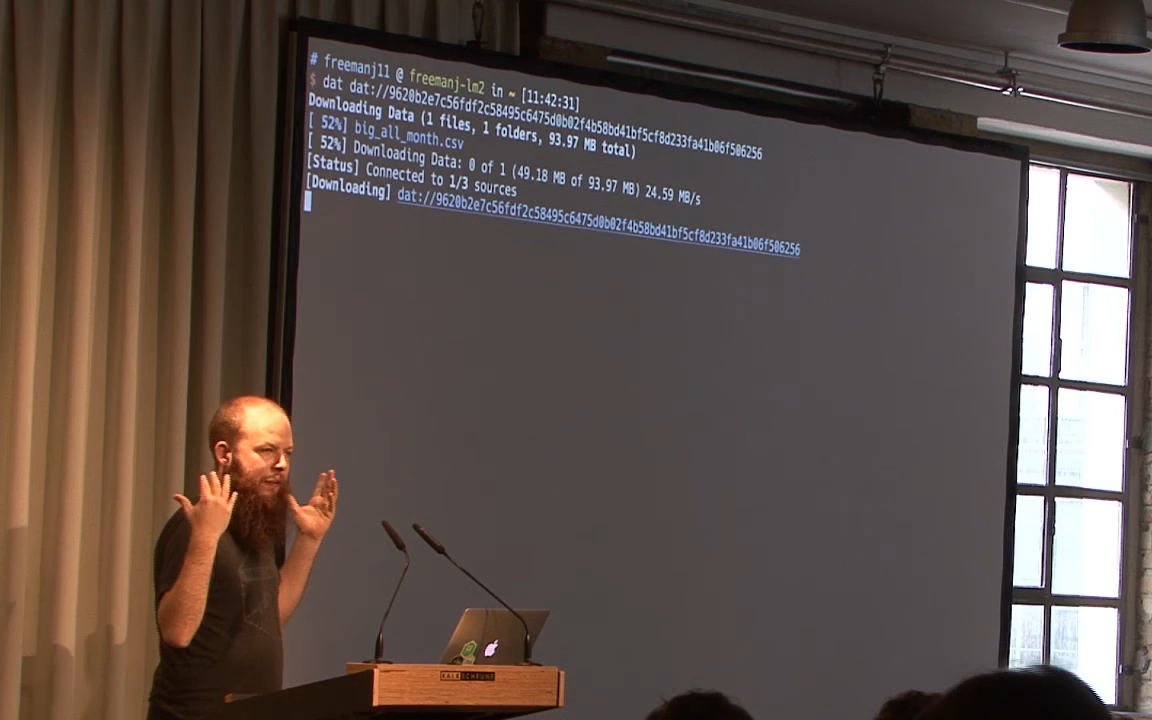 # freemanj11 @ freemanj-lm2 in ~ [11:42:31]
$ dat dat://9620b2e7c56fdf2c58495c6475d0b02f4b58bd41bf5cf8d233fa41b06f506256
Downloading Data (1 files, 1 folders, 93.97 MB total)
[ 52%] big_all_month.csv
[ 52%] Downloading Data: 0 of 1 (49.18 MB of 93.97 MB) 24.59 MB/s
[Status] Connected to 1/3 sources
[Downloading] dat://9620b2e7c56fdf2c58495c6475d0b02f4b58bd41bf5cf8d233fa41b06f506256
KALKSCHEUNE